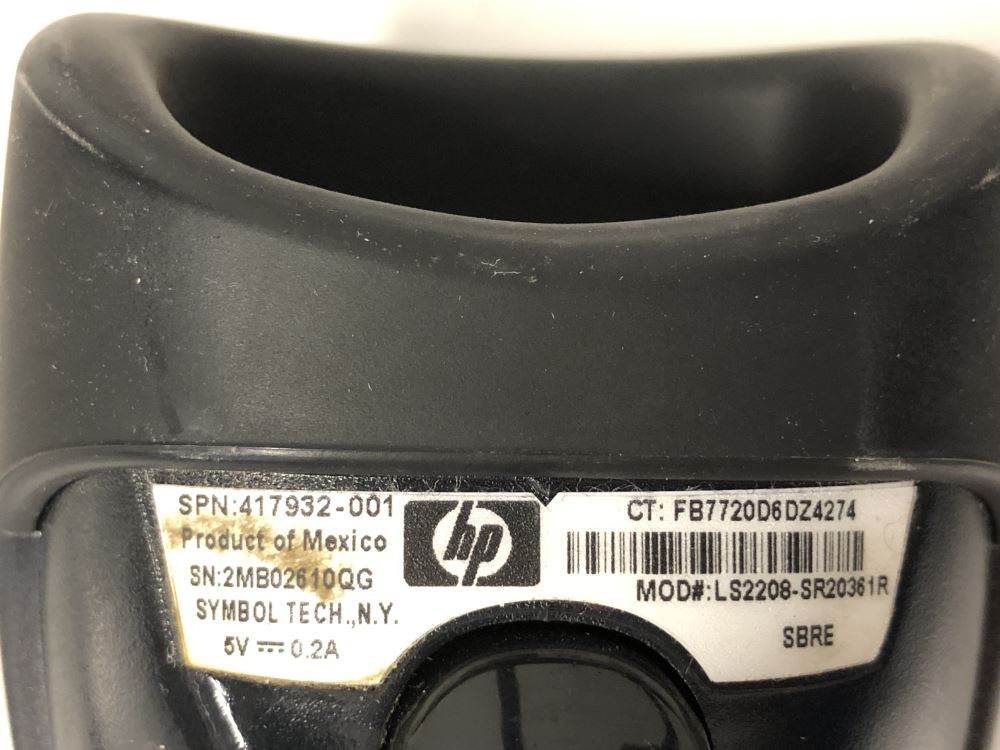 SPN:417932-001
Product of Mexico
SN:2MB02610QG
SYMBOL TECH.,N.Y.
5V ⎓ 0.2A
hp
CT: FB7720D6DZ4274
MOD#:LS2208-SR20361R
SBRE